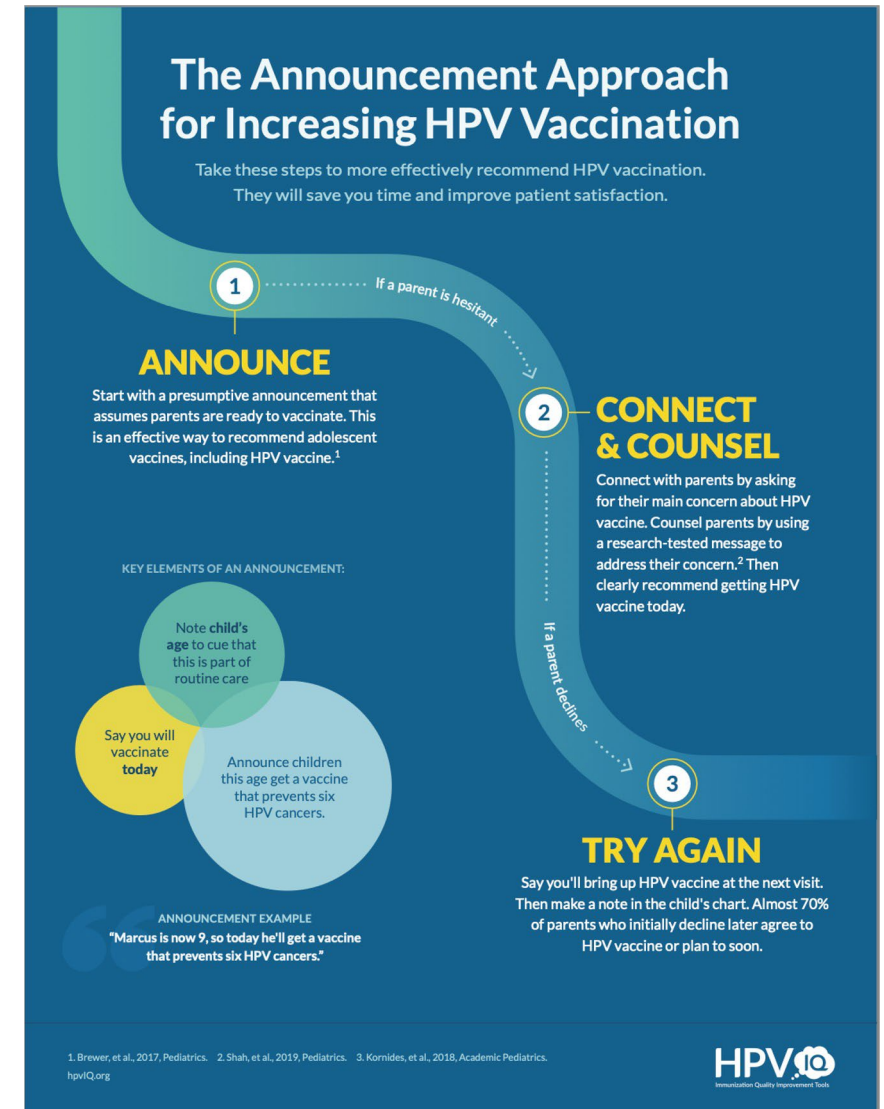 The Announcement Approach
for Increasing HPV Vaccination
Take these steps to more effectively recommend HPV vaccination.
They will save you time and improve patient satisfaction.
1
If a parent is hesitant
ANNOUNCE
Start with a presumptive announcement that
assumes parents are ready to vaccinate. This
is an effective way to recommend adolescent
vaccines, including HPV vaccine.1
2
CONNECT
& COUNSEL
Connect with parents by asking
for their main concern about HPV
vaccine. Counsel parents by using
a research-tested message to
address their concern.2 Then
clearly recommend getting HPV
vaccine today.
KEY ELEMENTS OF AN ANNOUNCEMENT:
Note child's
age to cue that
this is part of
routine care
Say you will
vaccinate
today
Announce children
this age get a vaccine
that prevents six
HPV cancers.
ANNOUNCEMENT EXAMPLE
"Marcus is now 9, so today he'll get a vaccine
that prevents six HPV cancers."
If a parent declines
3
TRY AGAIN
Say you'll bring up HPV vaccine at the next visit.
Then make a note in the child's chart. Almost 70%
of parents who initially decline later agree to
HPV vaccine or plan to soon.
1. Brewer, et al., 2017, Pediatrics. 2. Shah, et al., 2019, Pediatrics. 3. Kornides, et al., 2018, Academic Pediatrics.
hpvIQ.org
HPV IQ
Immunization Quality Improvement Tools